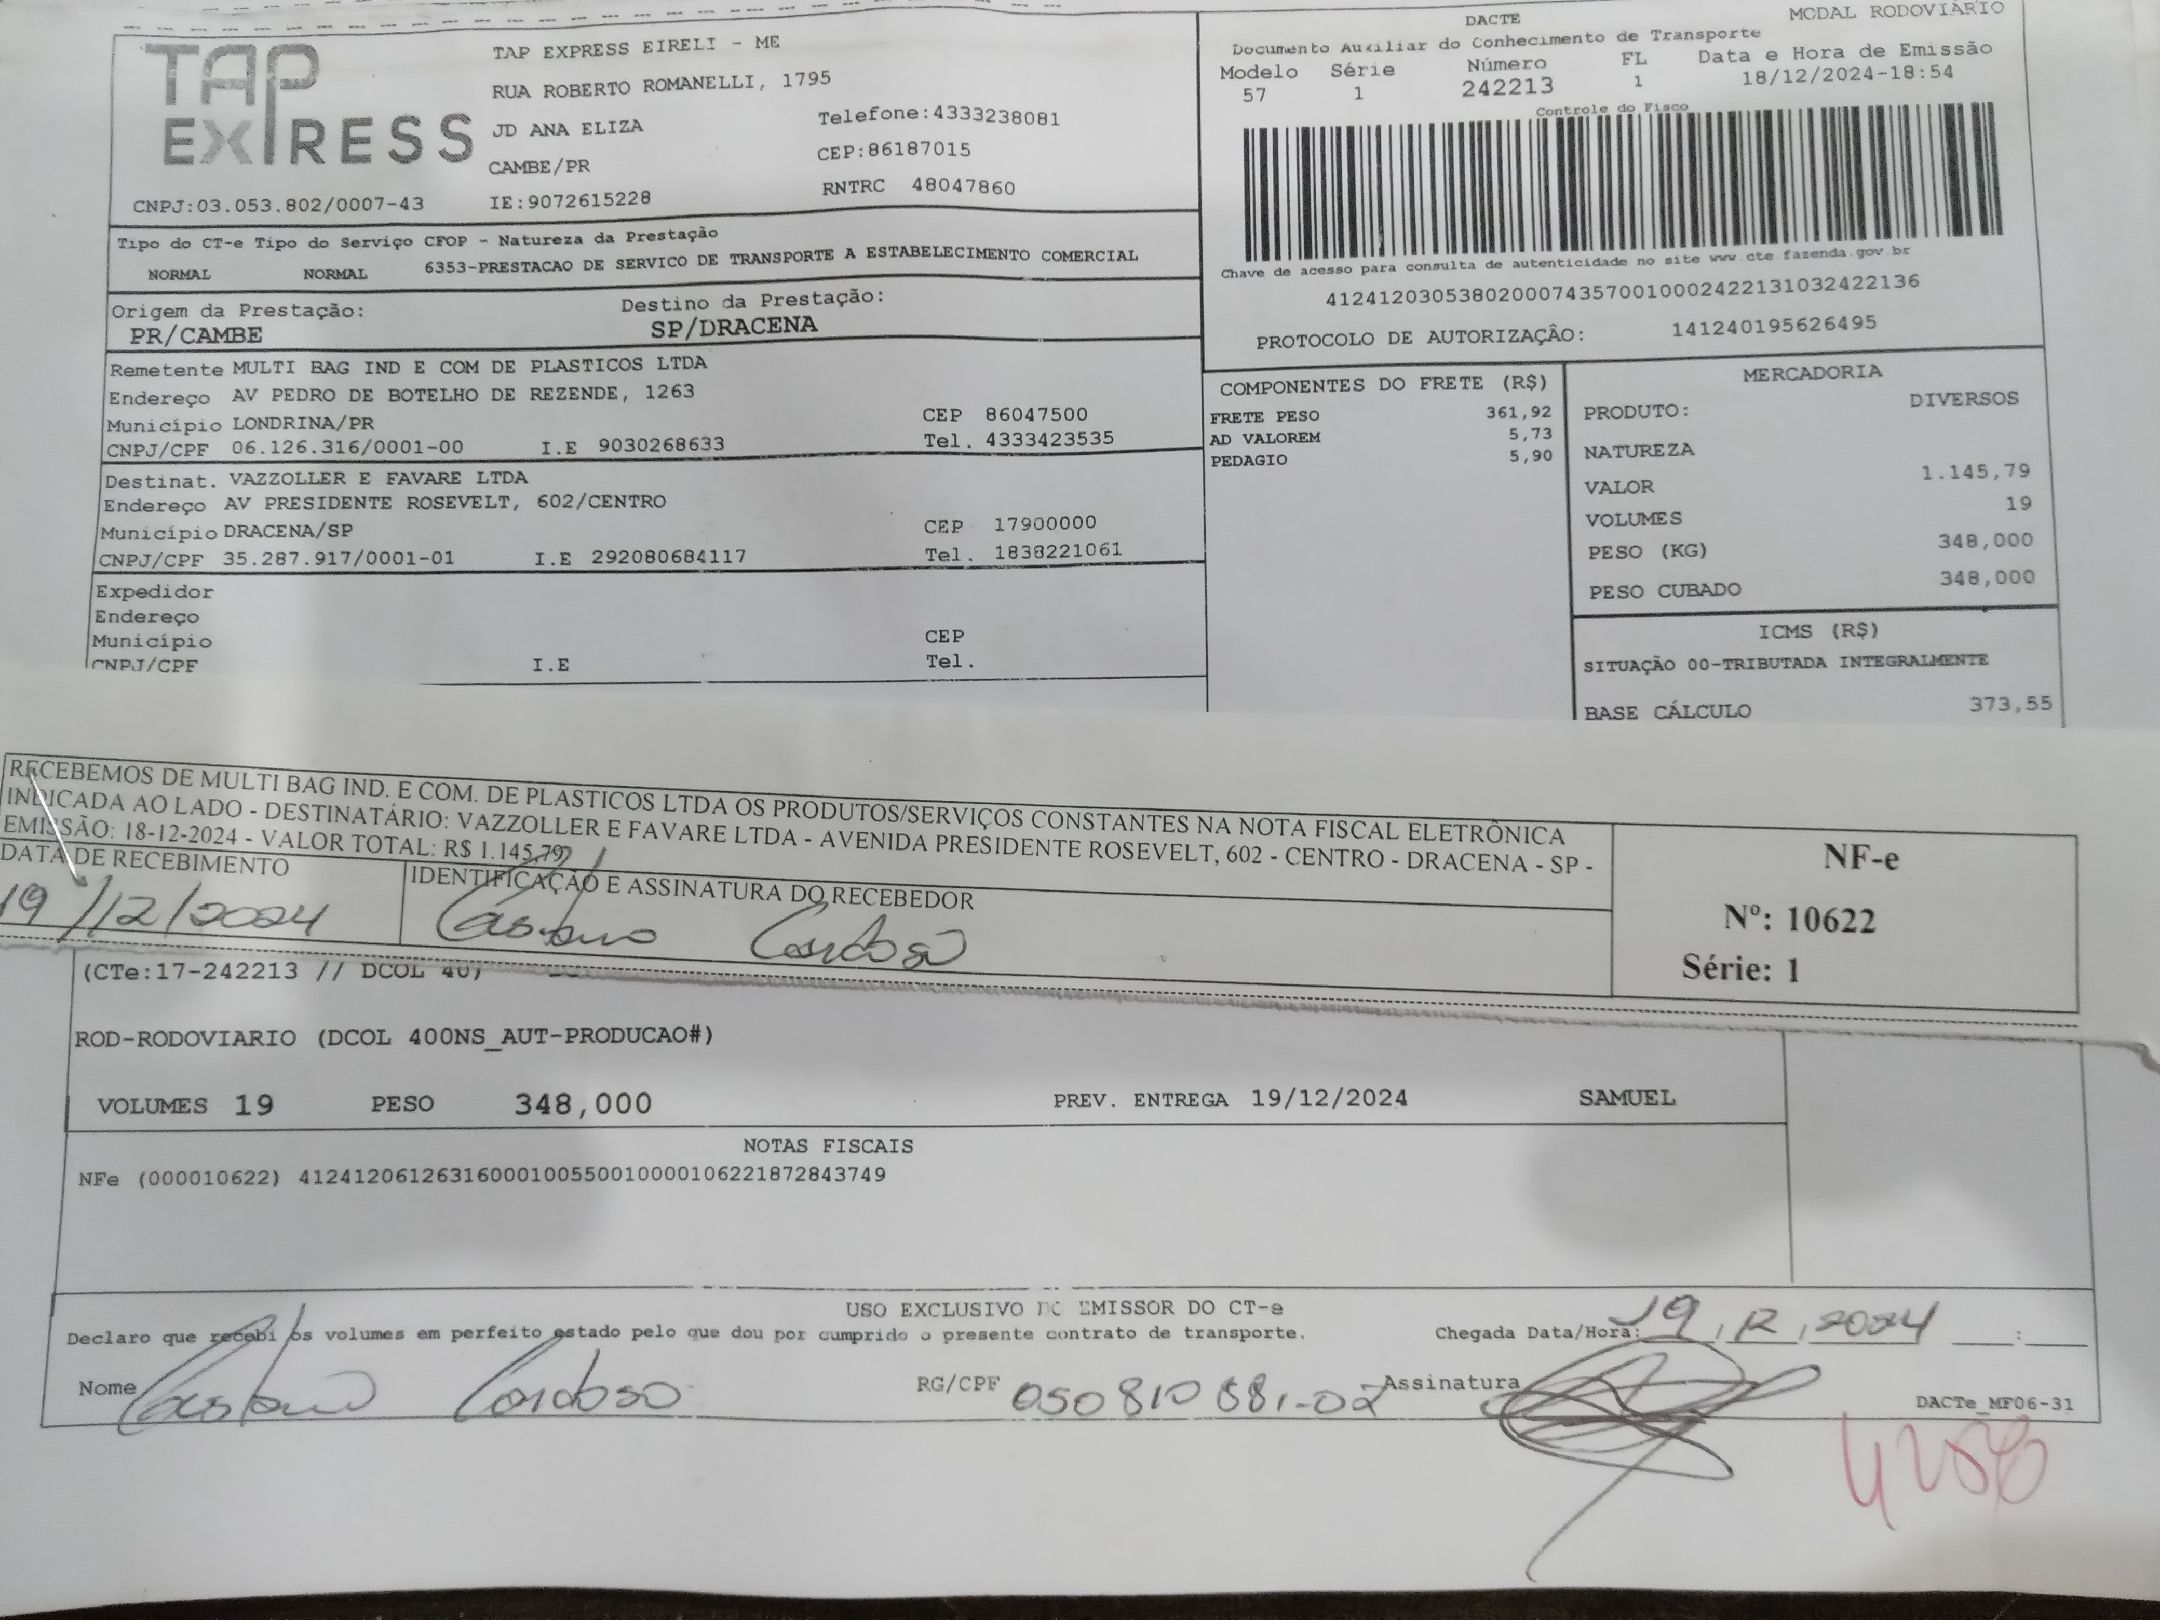 TAP EXPRESS
TAP EXPRESS EIRELI - ME
RUA ROBERTO ROMANELLI, 1795
JD ANA ELIZA Telefone:4333238081
CAMBE/PR CEP:86187015
CNPJ:03.053.802/0007-43 IE:9072615228 RNTRC 48047860
DACTE MODAL RODOVIÁRIO
Documento Auxiliar do Conhecimento de Transporte
Modelo Série Número FL Data e Hora de Emissão
57 1 242213 1 18/12/2024-18:54
Controle do Fisco
Chave de acesso para consulta de autenticidade no site www.cte.fazenda.gov.br
41241203053802000743570010002422131032422136
PROTOCOLO DE AUTORIZAÇÃO: 141240195626495
Tipo do CT-e Tipo do Serviço CFOP - Natureza da Prestação
NORMAL NORMAL 6353-PRESTACAO DE SERVICO DE TRANSPORTE A ESTABELECIMENTO COMERCIAL
Origem da Prestação: Destino da Prestação:
PR/CAMBE SP/DRACENA
Remetente MULTI BAG IND E COM DE PLASTICOS LTDA
Endereço AV PEDRO DE BOTELHO DE REZENDE, 1263
Município LONDRINA/PR CEP 86047500
CNPJ/CPF 06.126.316/0001-00 I.E 9030268633 Tel. 4333423535
Destinat. VAZZOLLER E FAVARE LTDA
Endereço AV PRESIDENTE ROSEVELT, 602/CENTRO
Município DRACENA/SP CEP 17900000
CNPJ/CPF 35.287.917/0001-01 I.E 292080684117 Tel. 1838221061
Expedidor
Endereço
Município CEP
CNPJ/CPF I.E Tel.
COMPONENTES DO FRETE (R$)
FRETE PESO 361,92
AD VALOREM 5,73
PEDAGIO 5,90
MERCADORIA
PRODUTO: DIVERSOS
NATUREZA
VALOR 1.145,79
VOLUMES 19
PESO (KG) 348,000
PESO CUBADO 348,000
ICMS (R$)
SITUAÇÃO 00-TRIBUTADA INTEGRALMENTE
BASE CÁLCULO 373,55
RECEBEMOS DE MULTI BAG IND. E COM. DE PLASTICOS LTDA OS PRODUTOS/SERVIÇOS CONSTANTES NA NOTA FISCAL ELETRÔNICA
INDICADA AO LADO - DESTINATÁRIO: VAZZOLLER E FAVARE LTDA - AVENIDA PRESIDENTE ROSEVELT, 602 - CENTRO - DRACENA - SP -
EMISSÃO: 18-12-2024 - VALOR TOTAL: R$ 1.145,79
DATA DE RECEBIMENTO IDENTIFICAÇÃO E ASSINATURA DO RECEBEDOR
19/12/2024 Cardoso
NF-e
Nº: 10622
Série: 1
(CTe:17-242213 // DCOL 40)
ROD-RODOVIARIO (DCOL 400NS_AUT-PRODUCAO#)
VOLUMES 19 PESO 348,000 PREV. ENTREGA 19/12/2024 SAMUEL
NOTAS FISCAIS
NFe (000010622) 41241206126316000100550010000106221872843749
USO EXCLUSIVO DO EMISSOR DO CT-e
Declaro que recebi os volumes em perfeito estado pelo que dou por cumprido o presente contrato de transporte. Chegada Data/Hora: 19,12,2024 :
Nome Cardoso RG/CPF Assinatura
DACTe_MF06-31